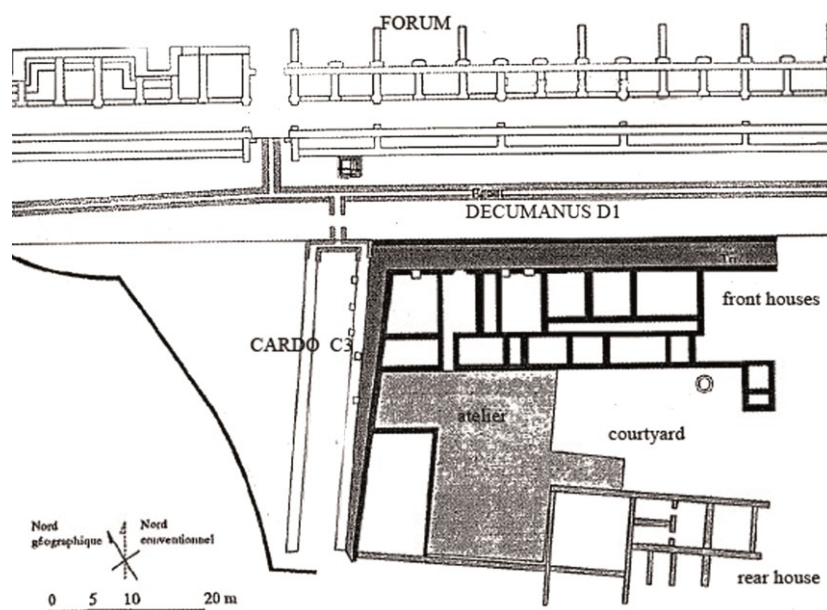 FORUM
Egout
DECUMANUS D1
front houses
CARDO C3
atelier
courtyard
Nord géographique
Nord conventionnel
rear house
0 5 10 20 m